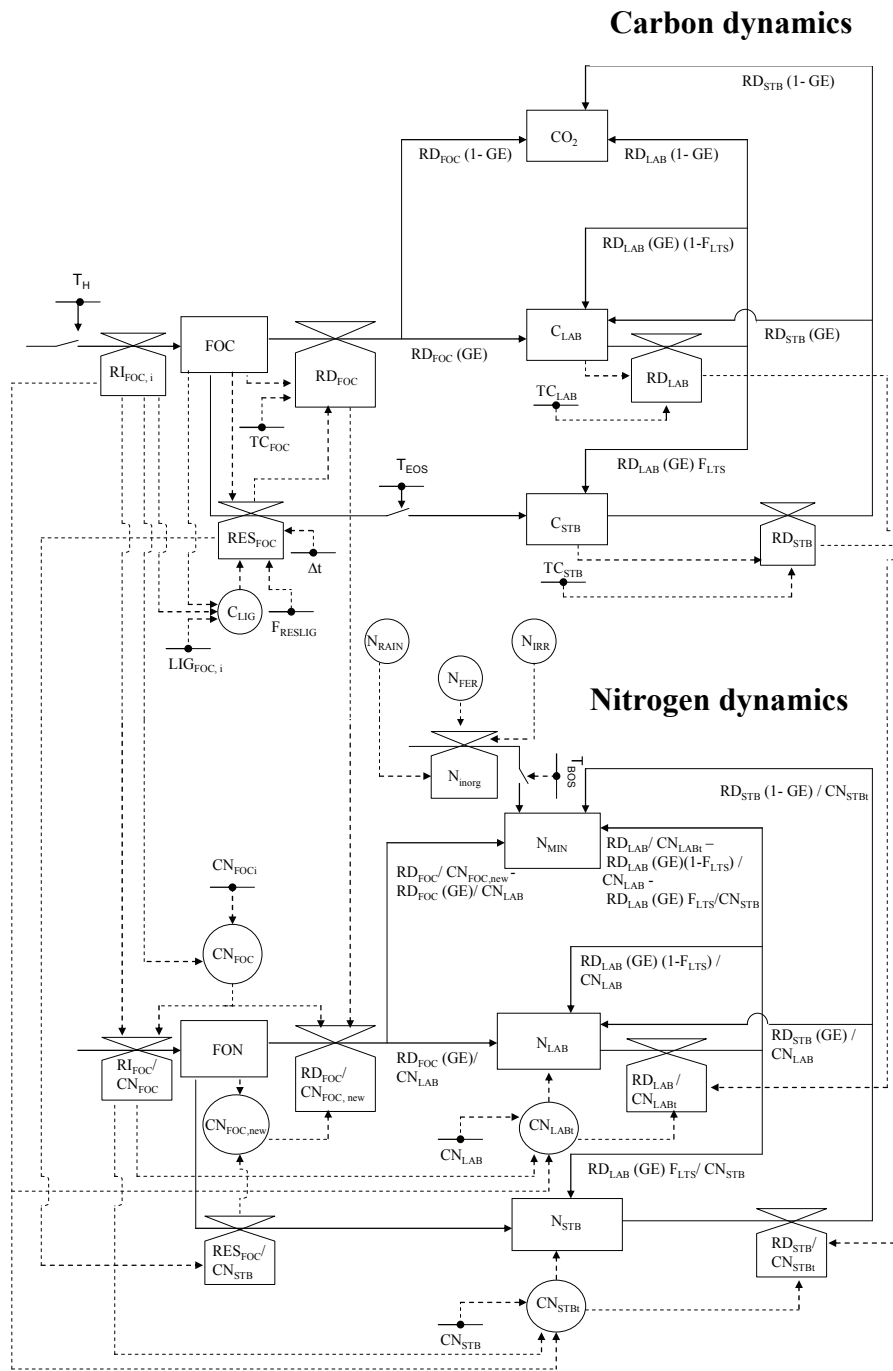 Carbon dynamics
RD_STB (1- GE)
CO₂
RD_FOC (1- GE)
RD_LAB (1- GE)
RD_LAB (GE) (1-F_LTS)
T_H
FOC
C_LAB
RD_STB (GE)
RI_FOC, i
RD_FOC
RD_FOC (GE)
RD_LAB
TC_LAB
TC_FOC
T_EOS
RD_LAB (GE) F_LTS
C_STB
RES_FOC
RD_STB
Δt
TC_STB
C_LIG
F_RESLIG
LIG_FOC, i
N_RAIN
N_IRR
N_FER
Nitrogen dynamics
N_inorg
T_BOS
RD_STB (1- GE) / CN_STBt
N_MIN
RD_FOC/ CN_FOC,new-
RD_FOC (GE)/ CN_LAB
RD_LAB/ CN_LABt –
RD_LAB (GE)(1-F_LTS) /
CN_LAB -
RD_LAB (GE) F_LTS/CN_STB
CN_FOCi
CN_FOC
RD_LAB (GE) (1-F_LTS) /
CN_LAB
FON
N_LAB
RD_STB (GE) /
CN_LAB
RI_FOC/
CN_FOC
RD_FOC/
CN_FOC, new
RD_FOC (GE)/
CN_LAB
RD_LAB /
CN_LABt
CN_FOC,new
CN_LABt
CN_LAB
RD_LAB (GE) F_LTS/ CN_STB
N_STB
RES_FOC/
CN_STB
RD_STB/
CN_STBt
CN_STBt
CN_STB